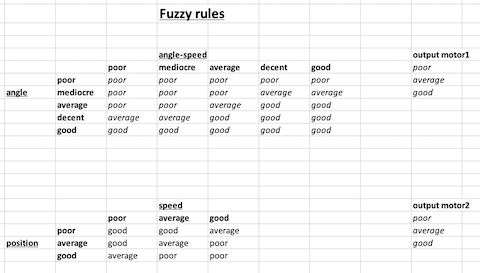 Fuzzy rules
angle-speed output motor1
poor mediocre average decent good poor
poor poor poor poor poor poor average
angle mediocre poor poor poor average average good
average poor poor average good good
decent average average good good good
good good good good good good
speed output motor2
poor average good poor
poor good good average average
position average good average poor good
good average poor poor